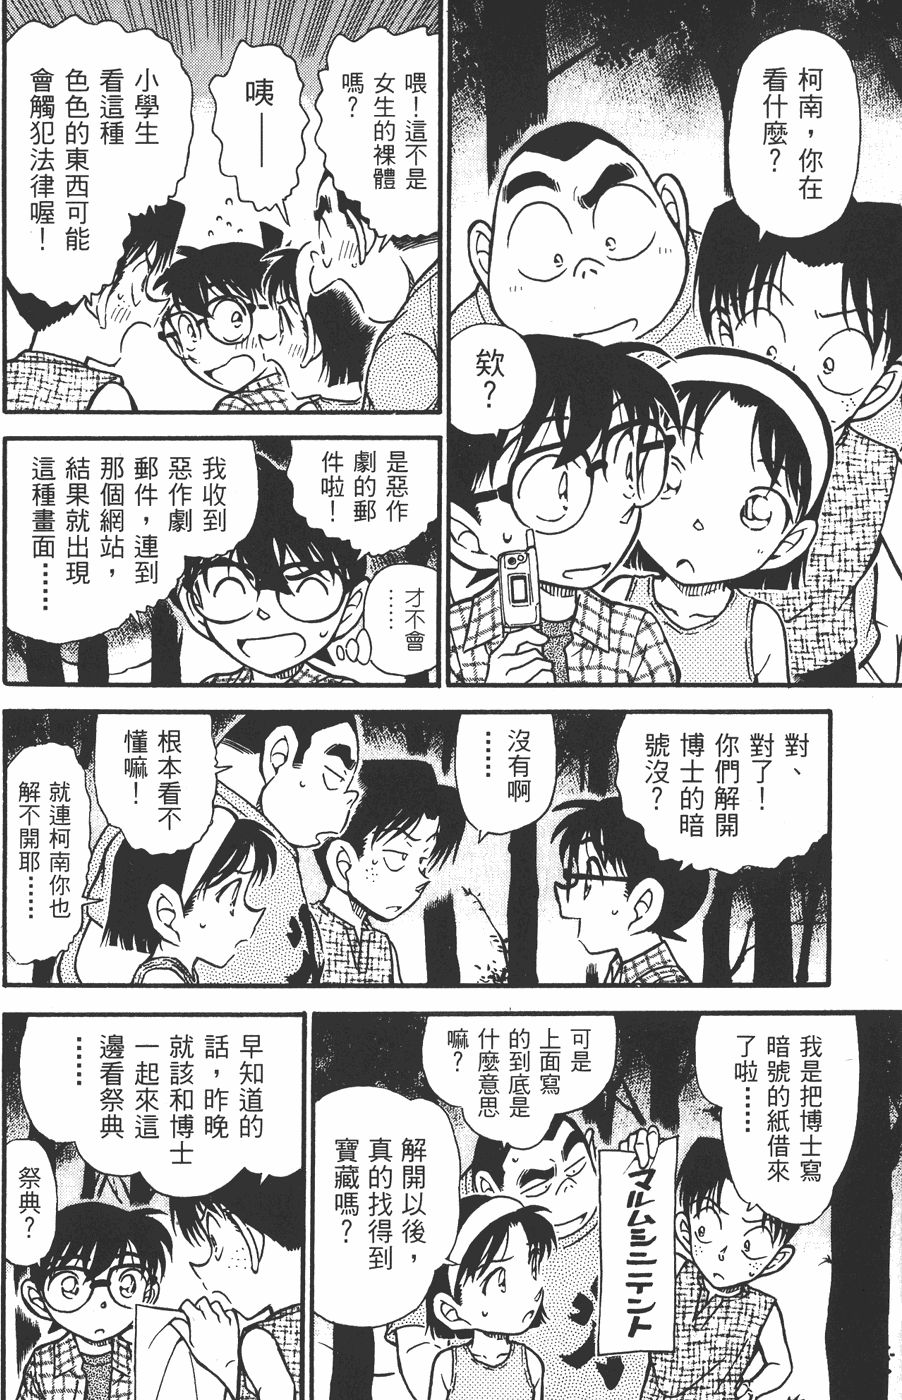 柯南，你在
看什麼？
欸？
喂！這不是
女生的裸體
嗎？
咦——
小學生
看這種
色色的東西可能
會觸犯法律喔！
是惡作
劇的郵
件啦！
我收到
惡作劇
郵件，連到
那個網站，
結果就出現
這種畫面……
才不會
……
對、
對了！
你們解開
博士的暗
號沒？
沒有啊
……
根本看不
懂嘛！
就連柯南你也
解不開耶……
我是把博士寫
暗號的紙借來
了啦……
マルムシニテント
可是
上面寫
的到底是
什麼意思
嘛？
解開以後，
真的找得到
寶藏嗎？
早知道的
話，昨晚
就該和博士
一起來這
邊看祭典
……
祭典？